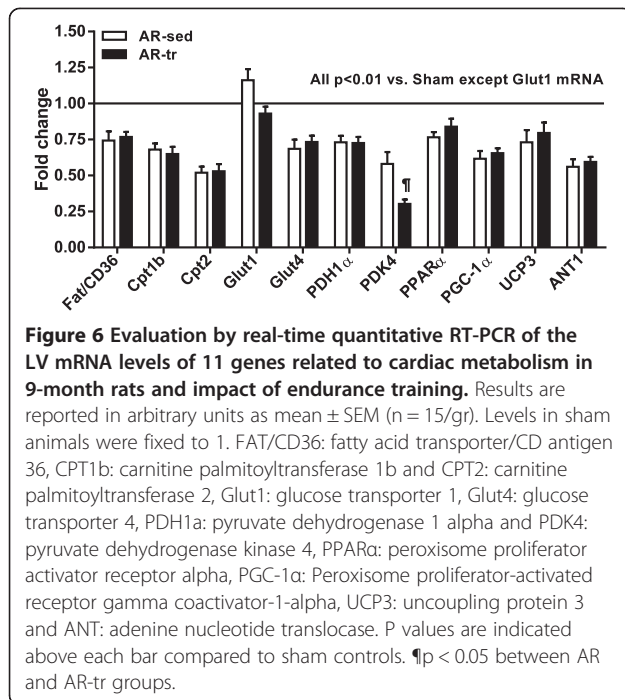 1.50
1.25
1.00
0.75
0.50
0.25
0.00
Fold change
AR-sed
AR-tr
All p<0.01 vs. Sham except Glut1 mRNA
¶
Fat/CD36
Cpt1b
Cpt2
Glut1
Glut4
PDH1α
PDK4
PPARα
PGC-1α
UCP3
ANT1
Figure 6 Evaluation by real-time quantitative RT-PCR of the
LV mRNA levels of 11 genes related to cardiac metabolism in
9-month rats and impact of endurance training. Results are
reported in arbitrary units as mean ± SEM (n = 15/gr). Levels in sham
animals were fixed to 1. FAT/CD36: fatty acid transporter/CD antigen
36, CPT1b: carnitine palmitoyltransferase 1b and CPT2: carnitine
palmitoyltransferase 2, Glut1: glucose transporter 1, Glut4: glucose
transporter 4, PDH1a: pyruvate dehydrogenase 1 alpha and PDK4:
pyruvate dehydrogenase kinase 4, PPARα: peroxisome proliferator
activator receptor alpha, PGC-1α: Peroxisome proliferator-activated
receptor gamma coactivator-1-alpha, UCP3: uncoupling protein 3
and ANT: adenine nucleotide translocase. P values are indicated
above each bar compared to sham controls. ¶p < 0.05 between AR
and AR-tr groups.